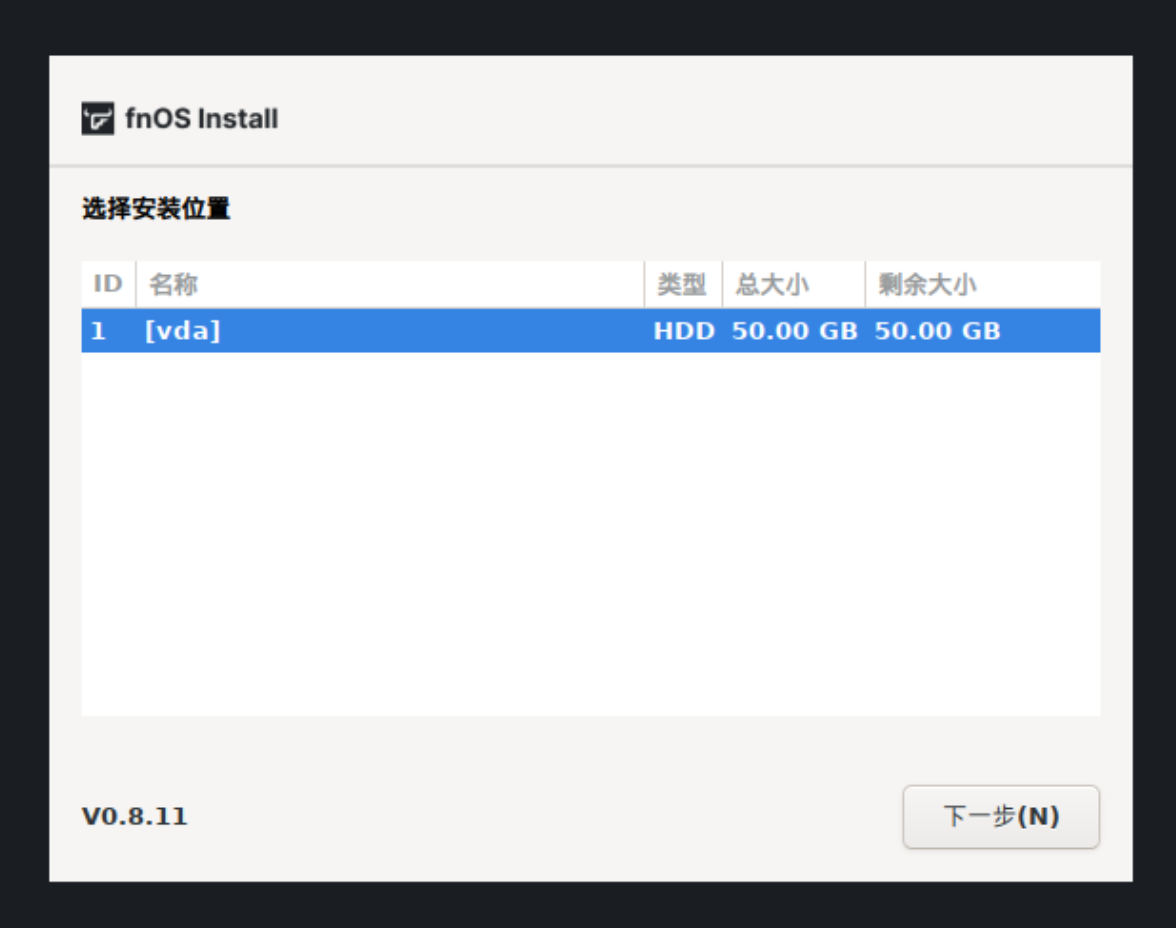 fnOS Install
选择安装位置
ID 名称 类型 总大小 剩余大小
1 [vda] HDD 50.00 GB 50.00 GB
V0.8.11 下一步(N)